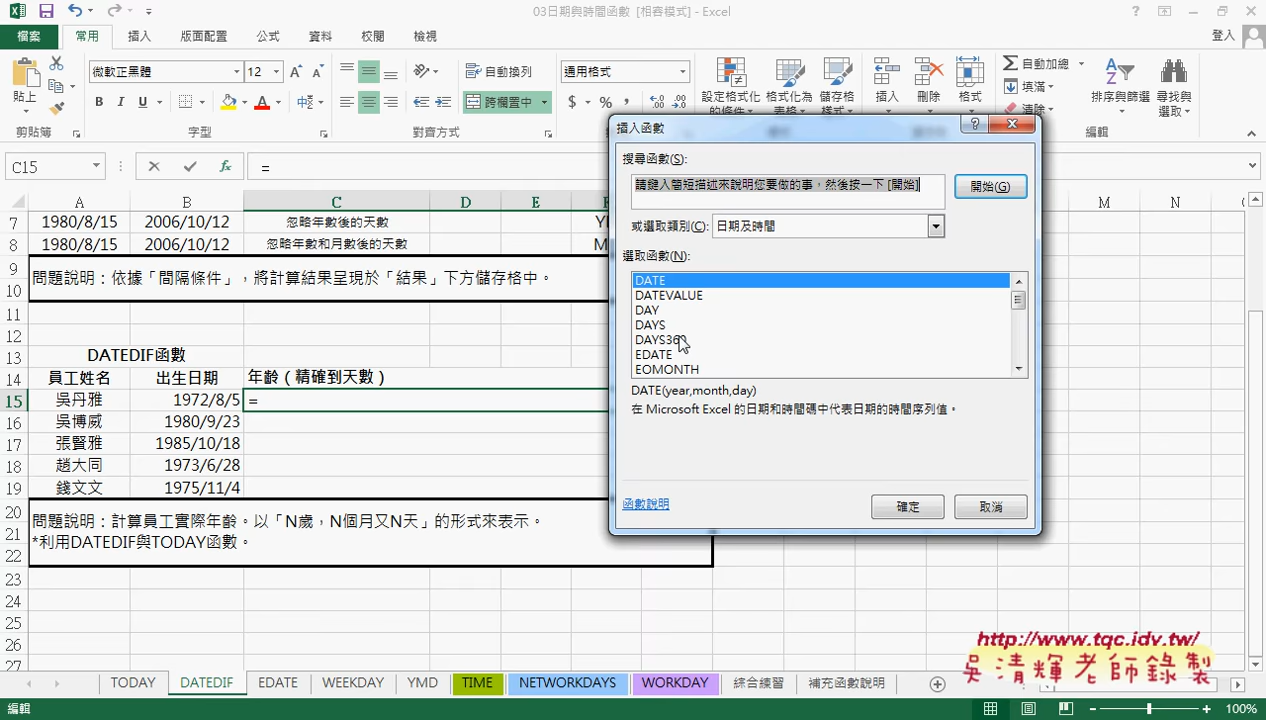 03日期與時間函數 [相容模式] - Excel
檔案 常用 插入 版面配置 公式 資料 校閱 檢視 登入
貼上 微軟正黑體 12 自動換列 通用格式 設定格式化 格式化為 儲存格 插入 刪除 格式 自動加總 填滿 清除 排序與篩選 尋找與
的條件 表格 樣式 選取
B I U 跨欄置中 $ % ,
剪貼簿 字型 對齊方式 編輯
C15 fx =
A B C D E M N
7 1980/8/15 2006/10/12 忽略年數後的天數
8 1980/8/15 2006/10/12 忽略年數和月數後的天數
9
10 問題說明：依據「間隔條件」，將計算結果呈現於「結果」下方儲存格中。
11
12
13 DATEDIF函數
14 員工姓名 出生日期 年齡（精確到天數）
15 吳丹雅 1972/8/5 =
16 吳博威 1980/9/23
17 張賢雅 1985/10/18
18 趙大同 1973/6/28
19 錢文文 1975/11/4
20 問題說明：計算員工實際年齡。以「N歲，N個月又N天」的形式來表示。
21 *利用DATEDIF與TODAY函數。
22
23
24
25
26
27
插入函數
搜尋函數(S):
請鍵入簡短描述來說明您要做的事，然後按一下 [開始] 開始(G)
或選取類別(C): 日期及時間
選取函數(N):
DATE
DATEVALUE
DAY
DAYS
DAYS360
EDATE
EOMONTH
DATE(year,month,day)
在 Microsoft Excel 的日期和時間碼中代表日期的時間序列值。
函數說明 確定 取消
http://www.tqc.idv.tw/
吳清輝老師錄製
TODAY DATEDIF EDATE WEEKDAY YMD TIME NETWORKDAYS WORKDAY 綜合練習 補充函數說明
編輯 100%